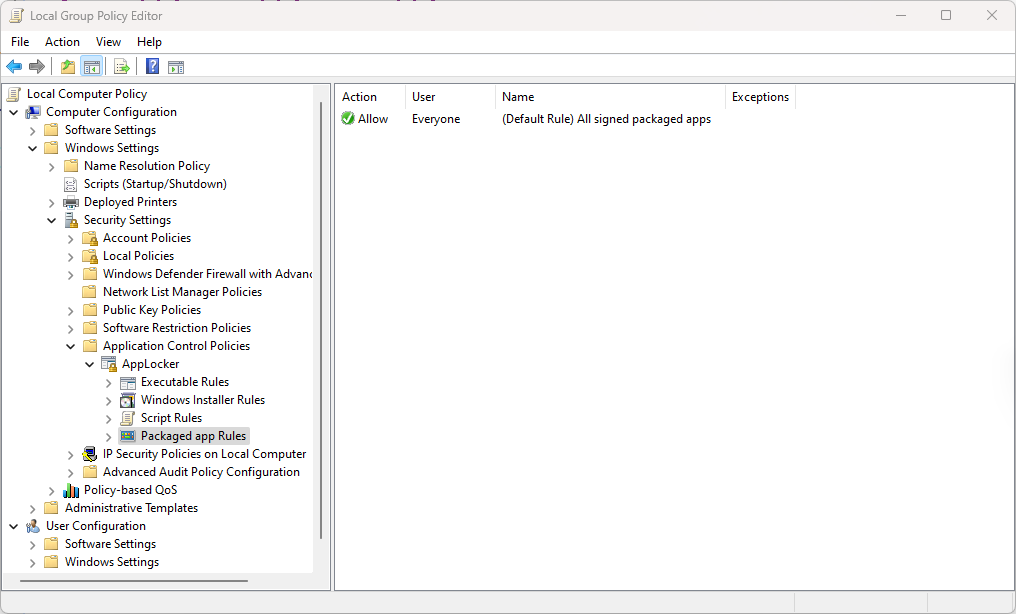 Local Group Policy Editor
File Action View Help
Local Computer Policy
Computer Configuration
Software Settings
Windows Settings
Name Resolution Policy
Scripts (Startup/Shutdown)
Deployed Printers
Security Settings
Account Policies
Local Policies
Windows Defender Firewall with Advanc
Network List Manager Policies
Public Key Policies
Software Restriction Policies
Application Control Policies
AppLocker
Executable Rules
Windows Installer Rules
Script Rules
Packaged app Rules
IP Security Policies on Local Computer
Advanced Audit Policy Configuration
Policy-based QoS
Administrative Templates
User Configuration
Software Settings
Windows Settings
Action User Name Exceptions
Allow Everyone (Default Rule) All signed packaged apps